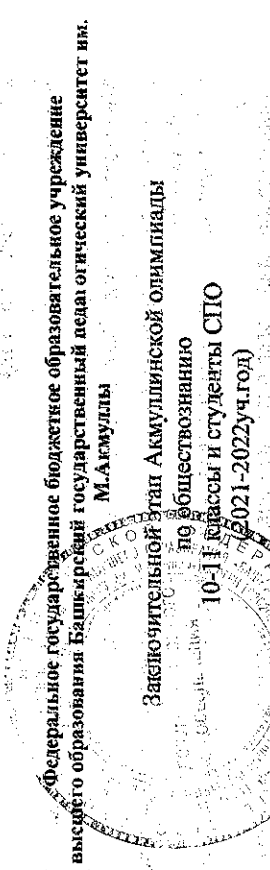 Федеральное государственное бюджетное образовательное учреждение
высшего образования Башкирский государственный педагогический университет им.
М.Акмуллы
Заключительной этап Акмуллинской олимпиады
по обществознанию
10-11 классы и студенты СПО
2021-2022уч.год)